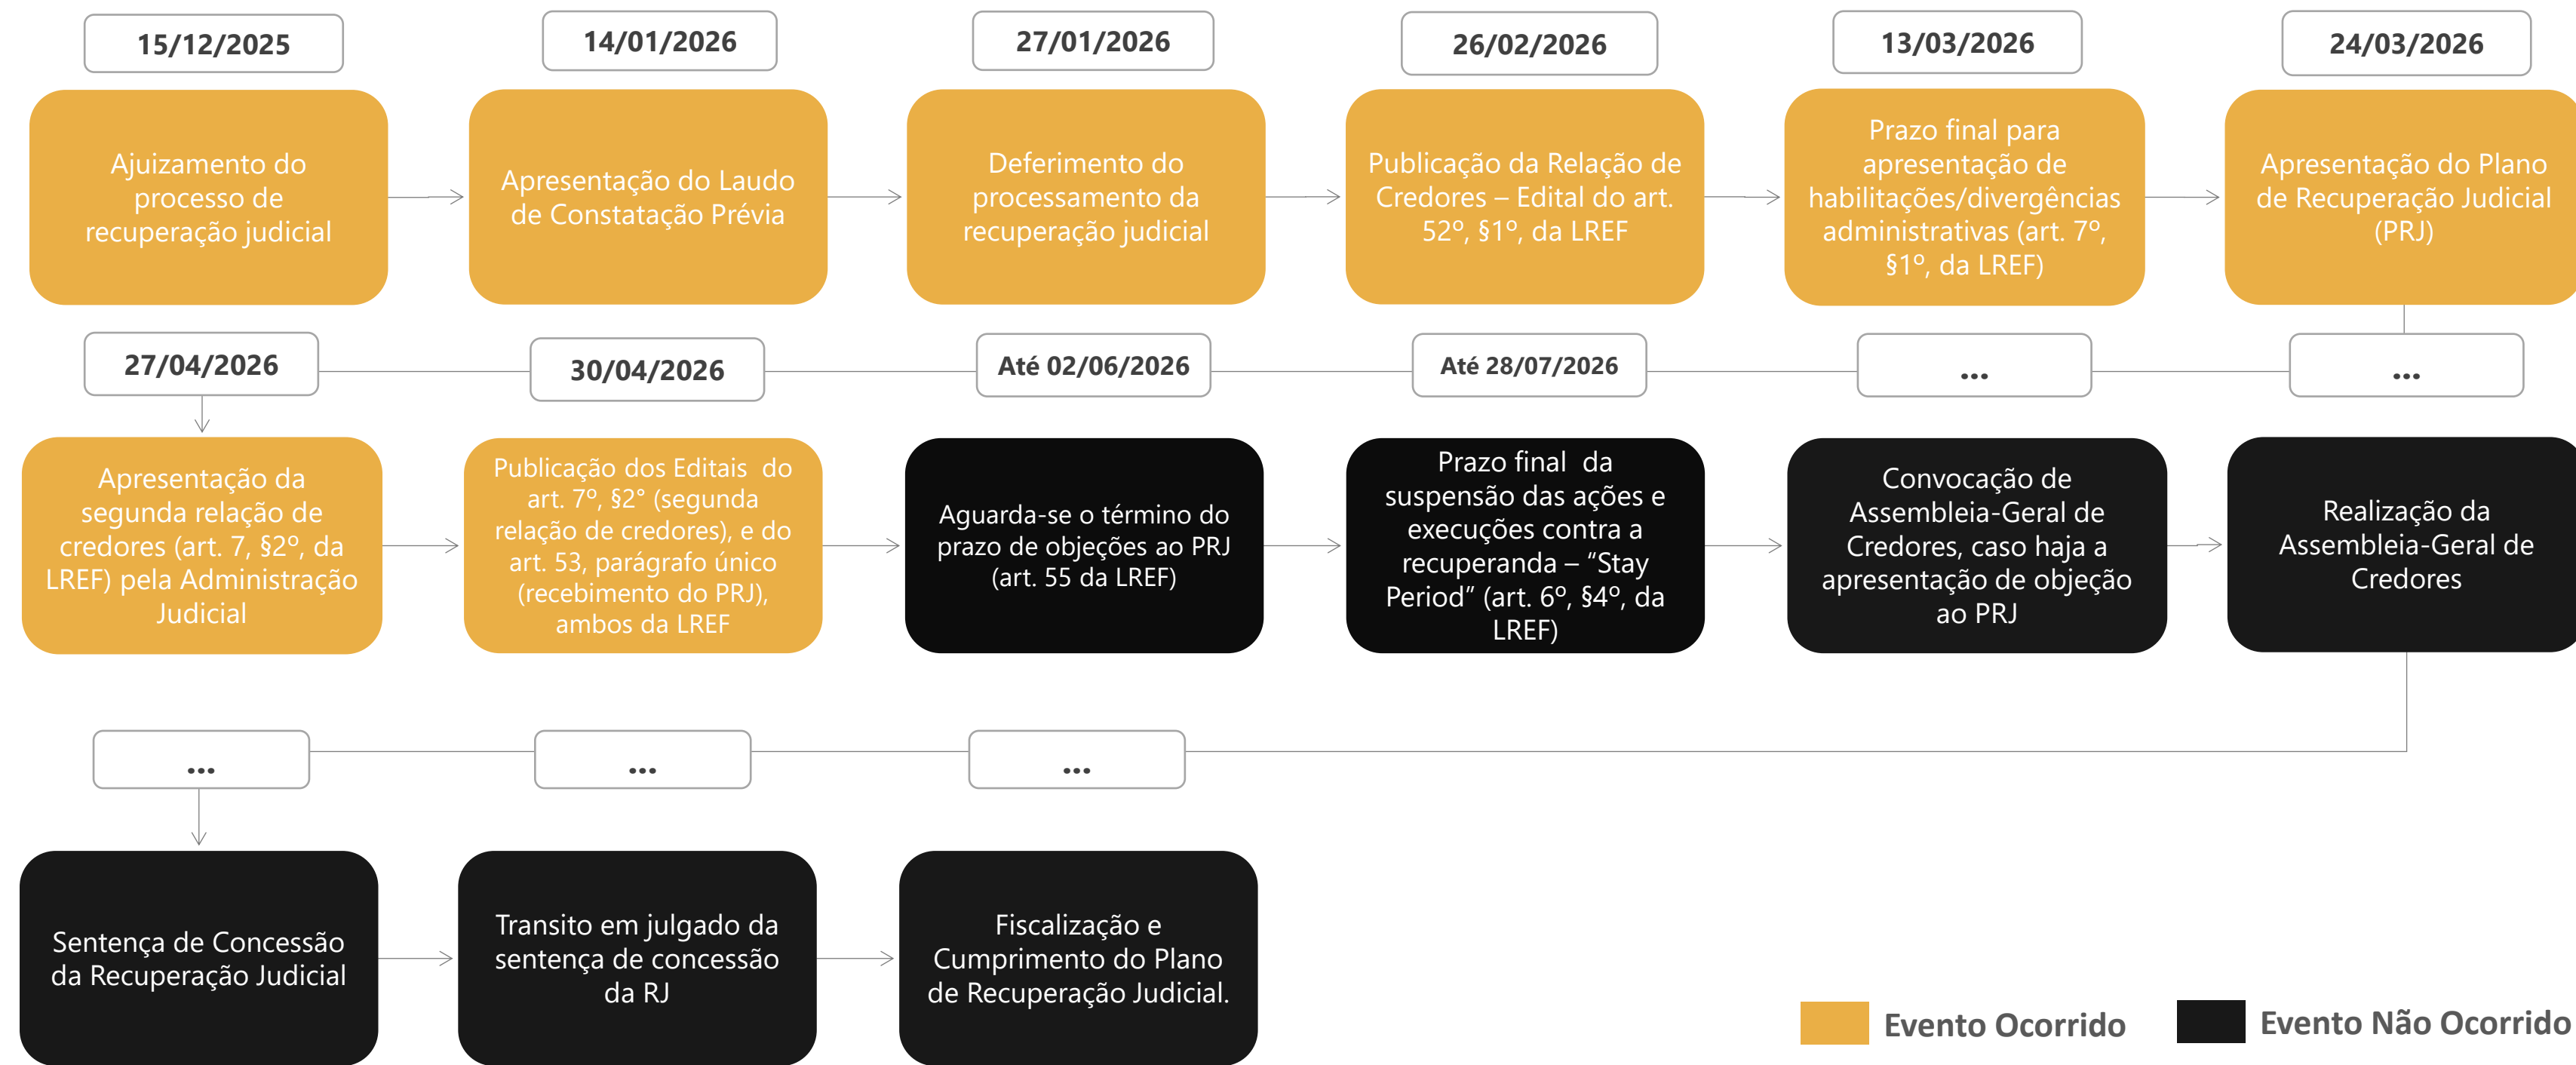 15/12/2025
14/01/2026
27/01/2026
26/02/2026
13/03/2026
24/03/2026
Ajuizamento do
processo de
recuperação judicial
Apresentação do Laudo
de Constatação Prévia
Deferimento do
processamento da
recuperação judicial
Publicação da Relação de
Credores – Edital do art.
52º, §1º, da LREF
Prazo final para
apresentação de
habilitações/divergências
administrativas (art. 7º,
§1º, da LREF)
Apresentação do Plano
de Recuperação Judicial
(PRJ)
27/04/2026
30/04/2026
Até 02/06/2026
Até 28/07/2026
...
...
Apresentação da
segunda relação de
credores (art. 7, §2º, da
LREF) pela Administração
Judicial
Publicação dos Editais do
art. 7º, §2° (segunda
relação de credores), e do
art. 53, parágrafo único
(recebimento do PRJ),
ambos da LREF
Aguarda-se o término do
prazo de objeções ao PRJ
(art. 55 da LREF)
Prazo final da
suspensão das ações e
execuções contra a
recuperanda – “Stay
Period” (art. 6º, §4º, da
LREF)
Convocação de
Assembleia-Geral de
Credores, caso haja a
apresentação de objeção
ao PRJ
Realização da
Assembleia-Geral de
Credores
...
...
...
Sentença de Concessão
da Recuperação Judicial
Transito em julgado da
sentença de concessão
da RJ
Fiscalização e
Cumprimento do Plano
de Recuperação Judicial.
Evento Ocorrido
Evento Não Ocorrido